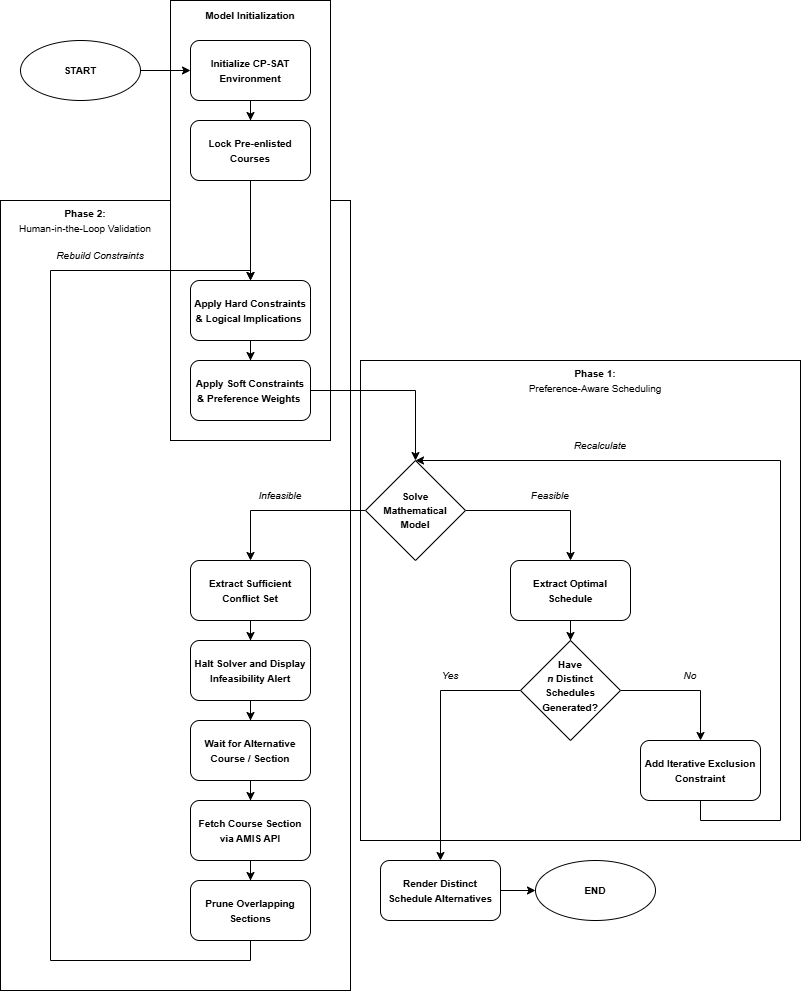 Model Initialization
START
Initialize CP-SAT
Environment
Lock Pre-enlisted
Courses
Phase 2:
Human-in-the-Loop Validation
Rebuild Constraints
Apply Hard Constraints
& Logical Implications
Apply Soft Constraints
& Preference Weights
Phase 1:
Preference-Aware Scheduling
Recalculate
Infeasible
Solve
Mathematical
Model
Feasible
Extract Sufficient
Conflict Set
Extract Optimal
Schedule
Halt Solver and Display
Infeasibility Alert
Have
n Distinct
Schedules
Generated?
Yes
No
Wait for Alternative
Course / Section
Add Iterative Exclusion
Constraint
Fetch Course Section
via AMIS API
Prune Overlapping
Sections
Render Distinct
Schedule Alternatives
END